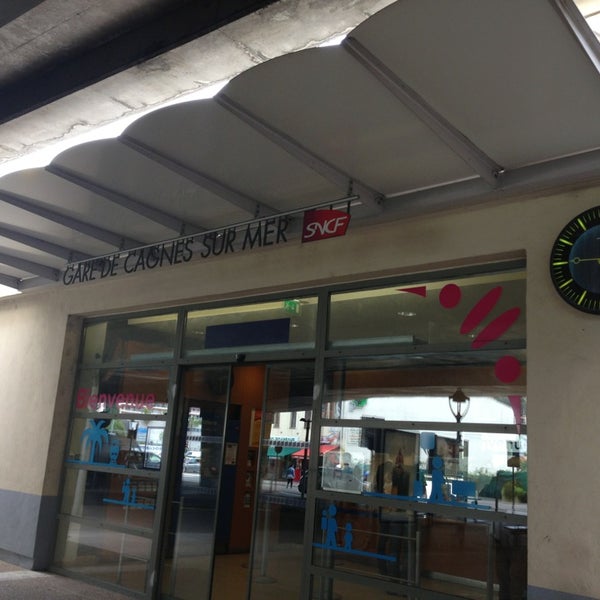 GARE DE CAGNES SUR MER SNCF
Bienvenue